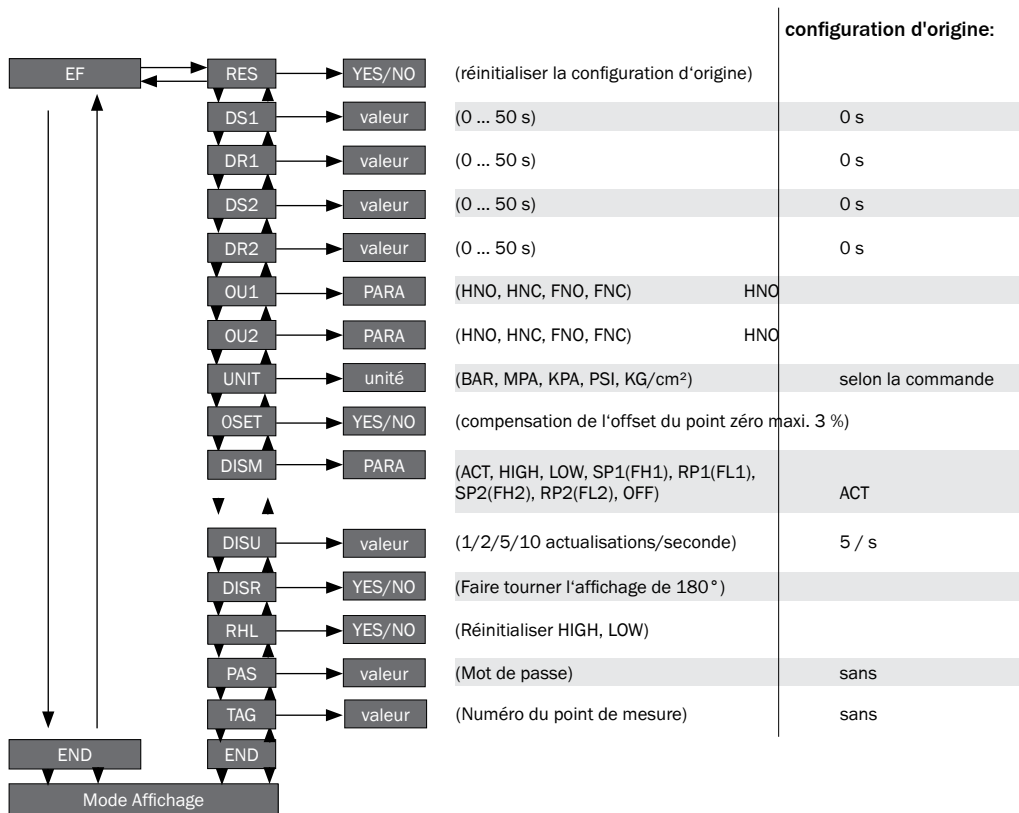 configuration d'origine:
EF RES YES/NO (réinitialiser la configuration d‘origine)
DS1 valeur (0 ... 50 s) 0 s
DR1 valeur (0 ... 50 s) 0 s
DS2 valeur (0 ... 50 s) 0 s
DR2 valeur (0 ... 50 s) 0 s
OU1 PARA (HNO, HNC, FNO, FNC) HNO
OU2 PARA (HNO, HNC, FNO, FNC) HNO
UNIT unité (BAR, MPA, KPA, PSI, KG/cm²) selon la commande
0SET YES/NO (compensation de l‘offset du point zéro maxi. 3 %)
DISM PARA (ACT, HIGH, LOW, SP1(FH1), RP1(FL1),
SP2(FH2), RP2(FL2), OFF) ACT
DISU valeur (1/2/5/10 actualisations/seconde) 5 / s
DISR YES/NO (Faire tourner l‘affichage de 180°)
RHL YES/NO (Réinitialiser HIGH, LOW)
PAS valeur (Mot de passe) sans
TAG valeur (Numéro du point de mesure) sans
END END
Mode Affichage